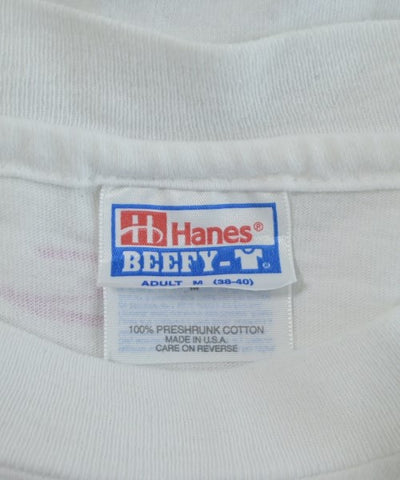 Hanes®
BEEFY-T®
ADULT M (38-40)
M
100% PRESHRUNK COTTON
MADE IN U.S.A.
CARE ON REVERSE